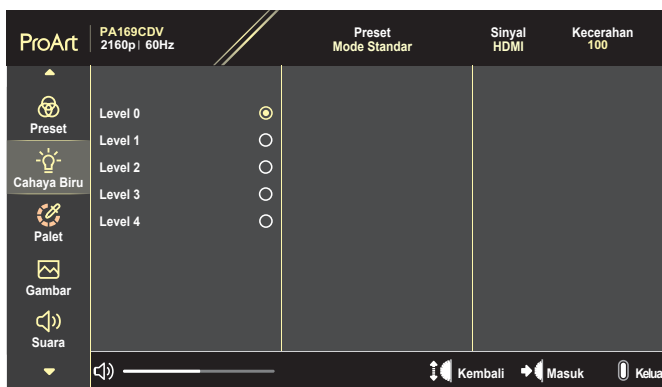 ProArt
PA169CDV
2160p| 60Hz
Preset
Mode Standar
Sinyal
HDMI
Kecerahan
100
Preset
Cahaya Biru
Palet
Gambar
Suara
Level 0
Level 1
Level 2
Level 3
Level 4
Kembali
Masuk
Kelua